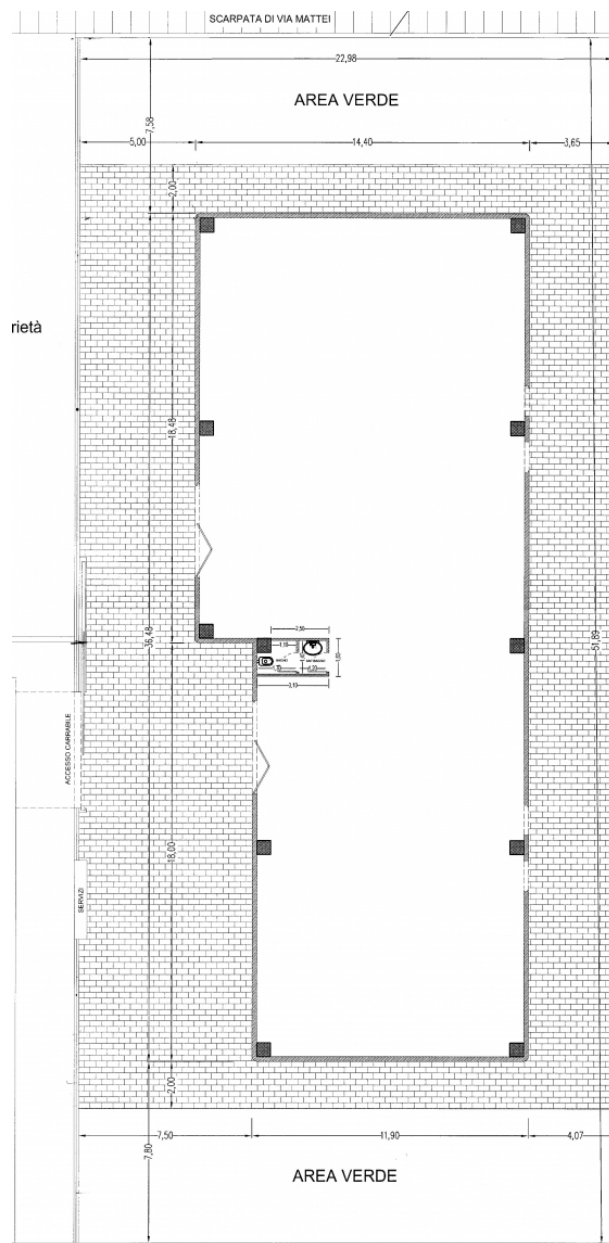 SCARPATA DI VIA MATTEI
22,98
AREA VERDE
7,58
5,00
14,40
3,65
2,00
rietà
18,48
36,48
51,89
ACCESSO CARRABILE
18,00
SERVIZI
2,00
7,50
11,90
4,07
7,80
AREA VERDE